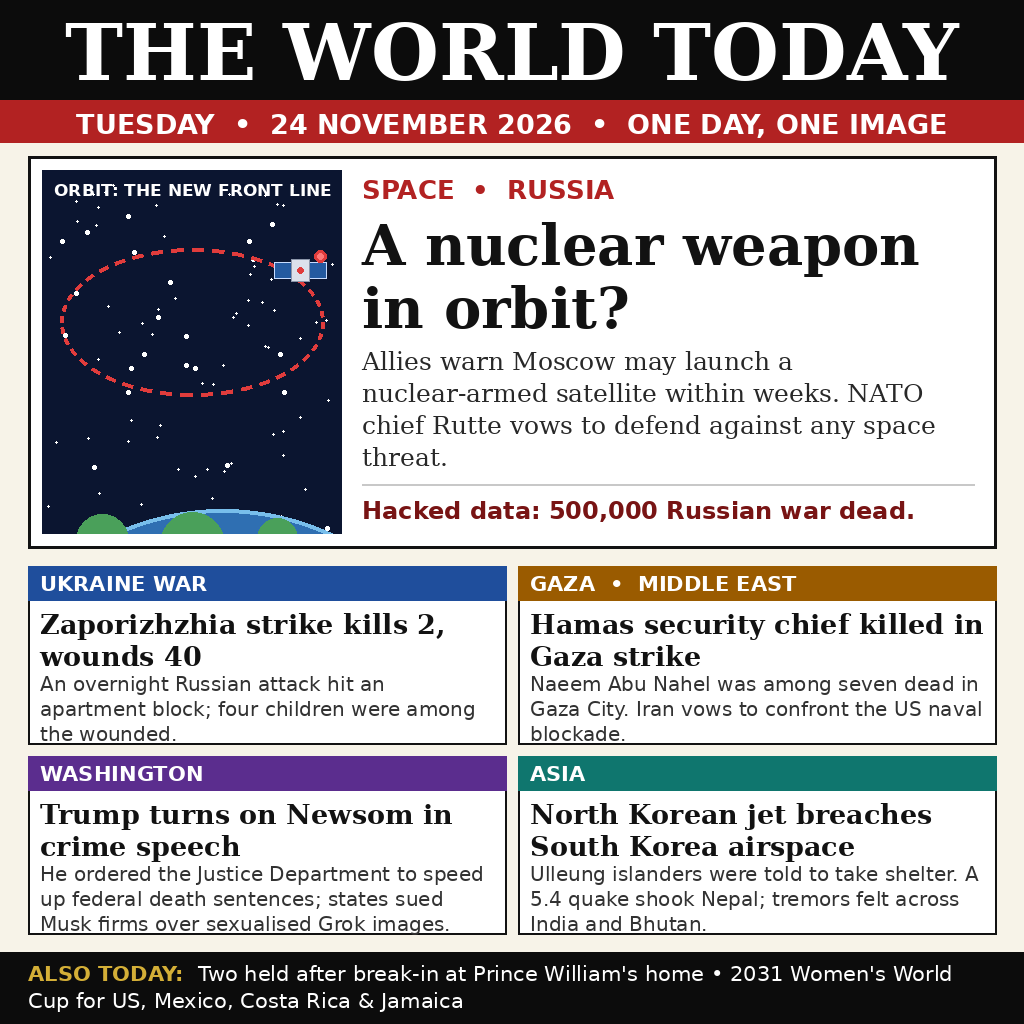 THE WORLD TODAY
TUESDAY • 24 NOVEMBER 2026 • ONE DAY, ONE IMAGE
ORBIT: THE NEW FRONT LINE
SPACE • RUSSIA
A nuclear weapon
in orbit?
Allies warn Moscow may launch a
nuclear-armed satellite within weeks. NATO
chief Rutte vows to defend against any space
threat.
Hacked data: 500,000 Russian war dead.
UKRAINE WAR
Zaporizhzhia strike kills 2,
wounds 40
An overnight Russian attack hit an
apartment block; four children were among
the wounded.
GAZA • MIDDLE EAST
Hamas security chief killed in
Gaza strike
Naeem Abu Nahel was among seven dead in
Gaza City. Iran vows to confront the US naval
blockade.
WASHINGTON
Trump turns on Newsom in
crime speech
He ordered the Justice Department to speed
up federal death sentences; states sued
Musk firms over sexualised Grok images.
ASIA
North Korean jet breaches
South Korea airspace
Ulleung islanders were told to take shelter. A
5.4 quake shook Nepal; tremors felt across
India and Bhutan.
ALSO TODAY: Two held after break-in at Prince William's home • 2031 Women's World
Cup for US, Mexico, Costa Rica & Jamaica